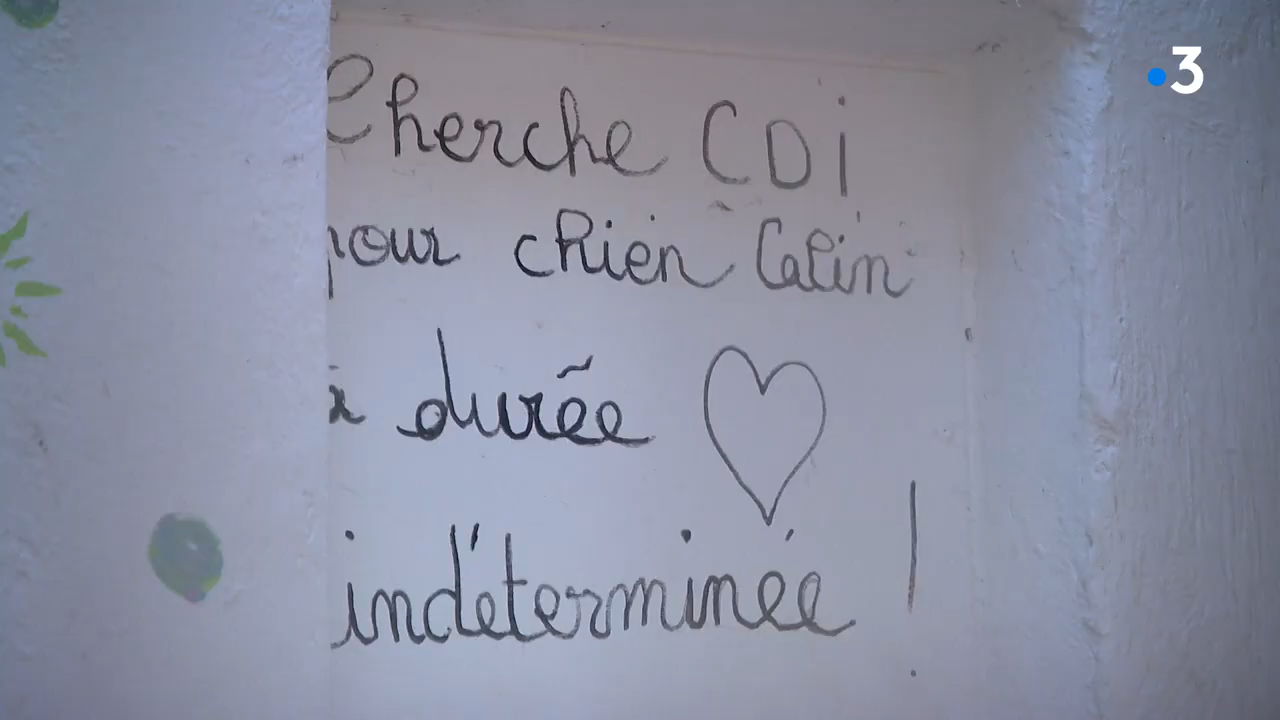 Cherche CDI
pour chien Calin
à durée
indéterminée !
3